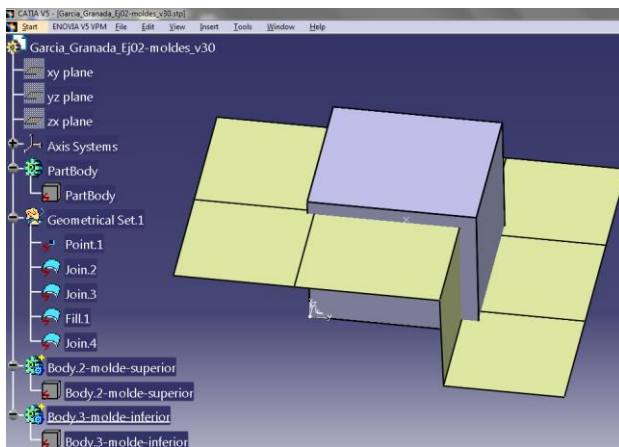 CATIA V5 - [Garcia_Granada_Ej02-moldes_v30.stp]
Start ENOVIA V5 VPM File Edit View Insert Tools Window Help
Garcia_Granada_Ej02-moldes_v30
xy plane
yz plane
zx plane
Axis Systems
PartBody
PartBody
Geometrical Set.1
Point.1
Join.2
Join.3
Fill.1
Join.4
Body.2-molde-superior
Body.2-molde-superior
Body.3-molde-inferior
Body.3-molde-inferior